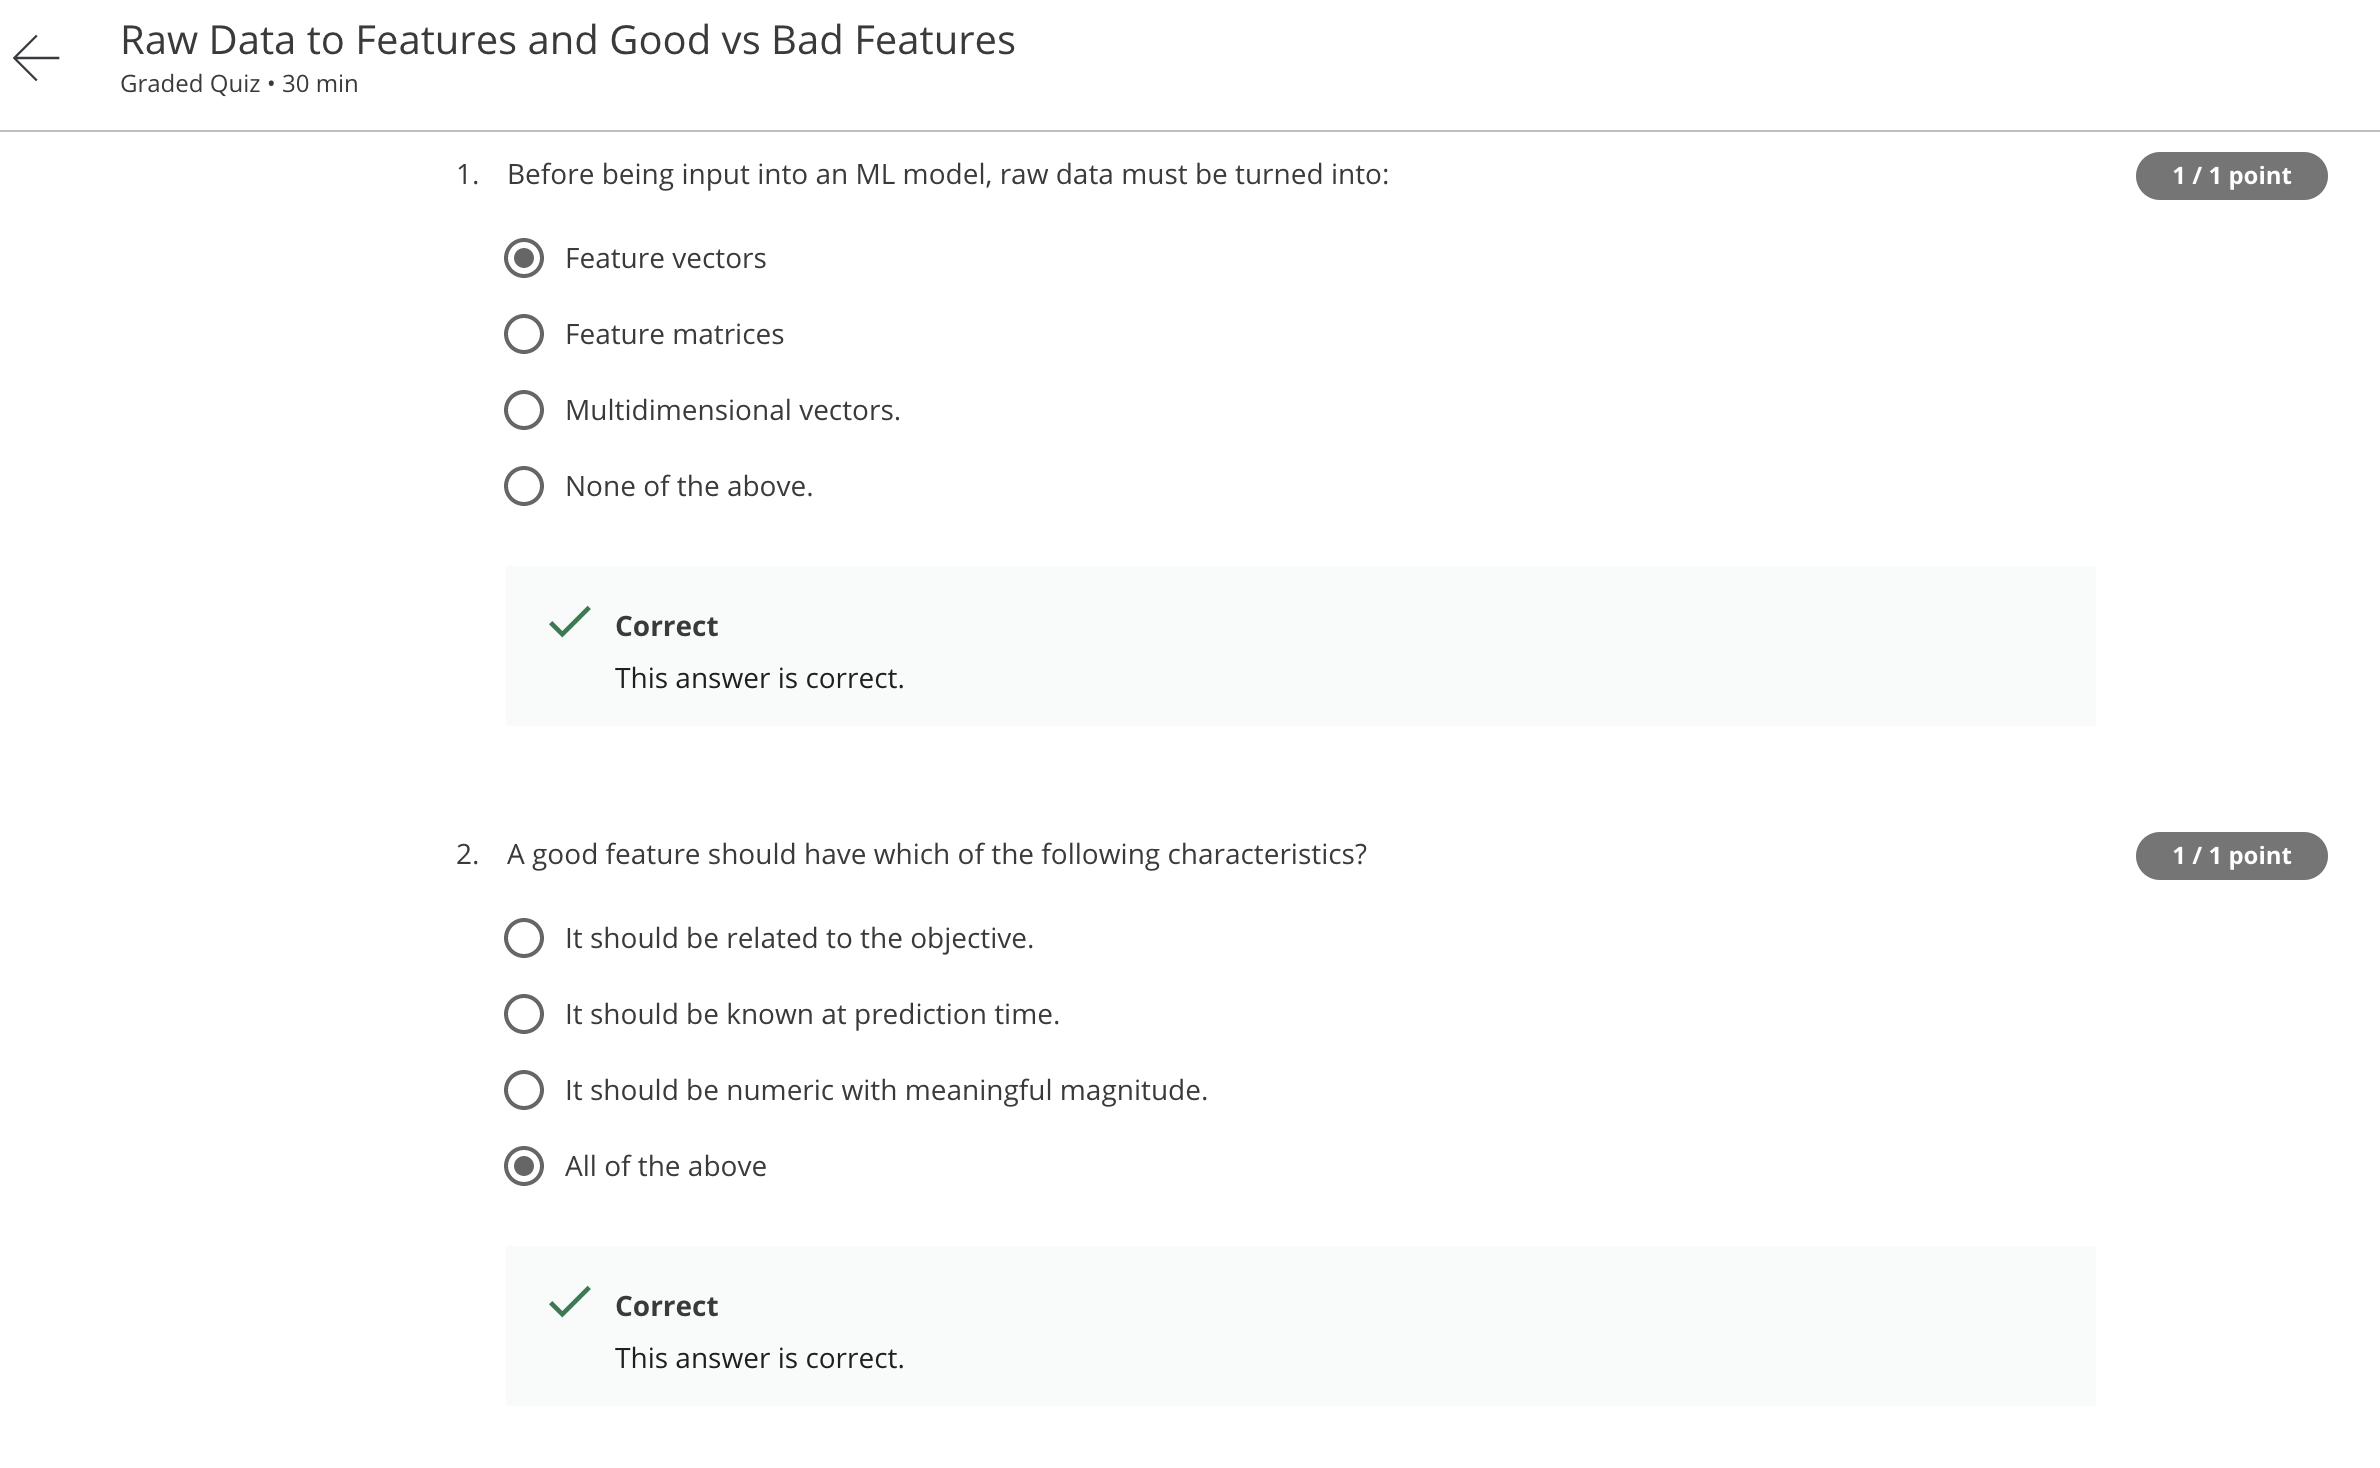 Raw Data to Features and Good vs Bad Features
Graded Quiz • 30 min
1. Before being input into an ML model, raw data must be turned into:
1 / 1 point
Feature vectors
Feature matrices
Multidimensional vectors.
None of the above.
Correct
This answer is correct.
2. A good feature should have which of the following characteristics?
1 / 1 point
It should be related to the objective.
It should be known at prediction time.
It should be numeric with meaningful magnitude.
All of the above
Correct
This answer is correct.